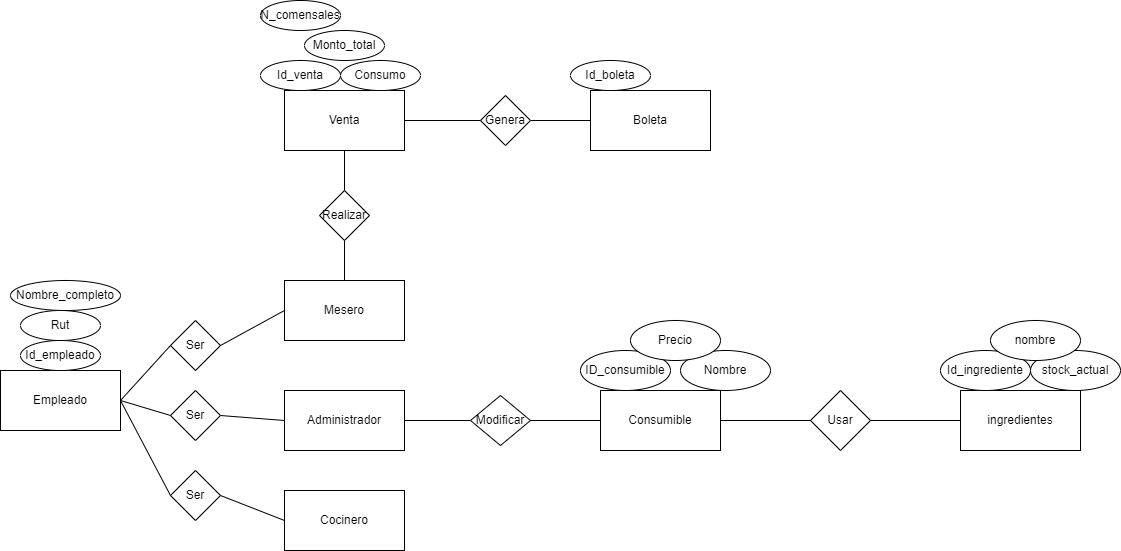 N_comensales
Monto_total
Id_venta
Consumo
Id_boleta
Venta
Genera
Boleta
Realizar
Nombre_completo
Rut
Id_empleado
Empleado
Ser
Mesero
Ser
Administrador
Modificar
Precio
ID_consumible
Nombre
Consumible
Usar
nombre
Id_ingrediente
stock_actual
ingredientes
Ser
Cocinero